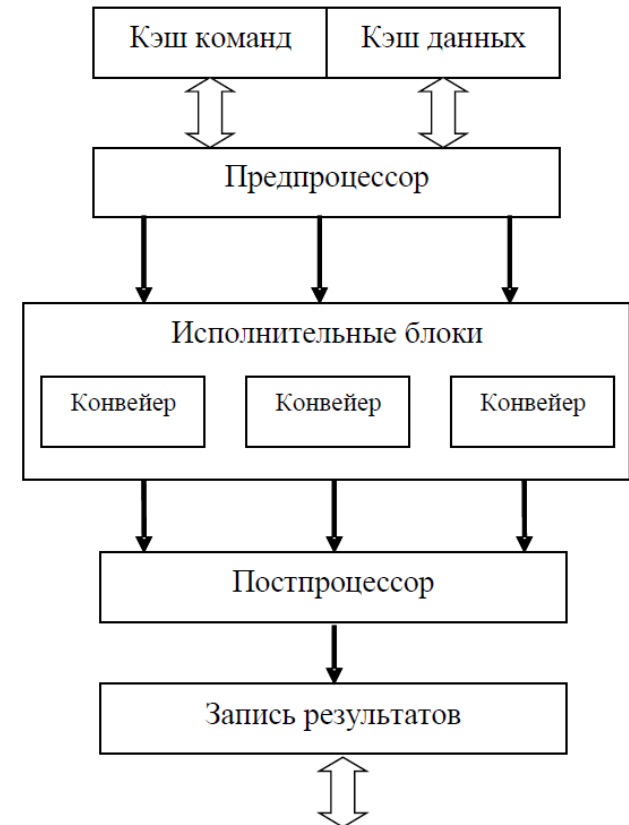 Кэш команд
Кэш данных
Предпроцессор
Исполнительные блоки
Конвейер
Конвейер
Конвейер
Постпроцессор
Запись результатов